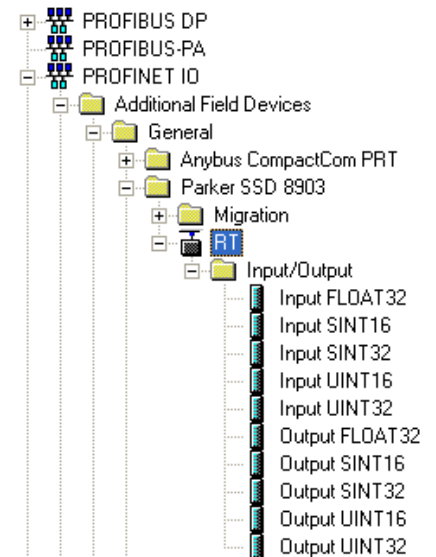 PROFIBUS DP
PROFIBUS-PA
PROFINET IO
Additional Field Devices
General
Anybus CompactCom PRT
Parker SSD 8903
Migration
RT
Input/Output
Input FLOAT32
Input SINT16
Input SINT32
Input UINT16
Input UINT32
Output FLOAT32
Output SINT16
Output SINT32
Output UINT16
Output UINT32